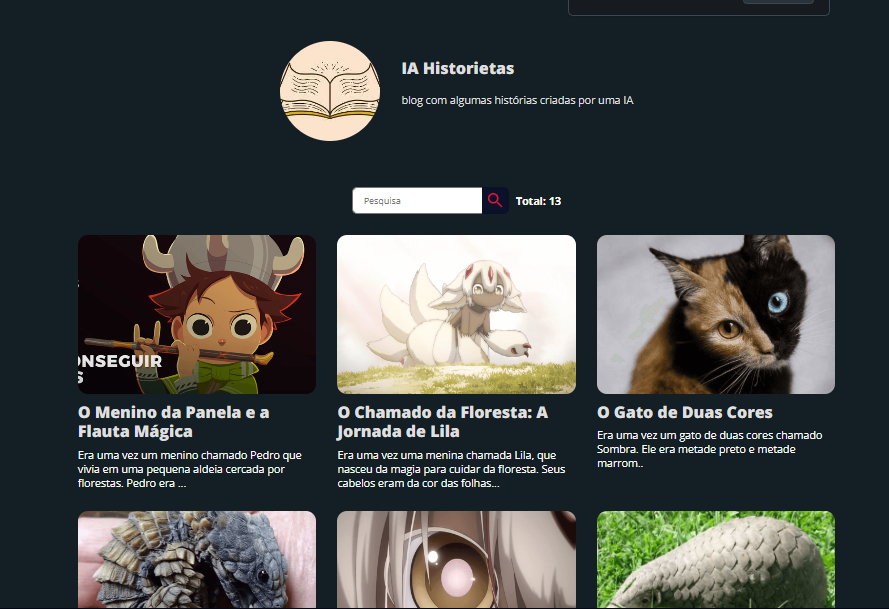 IA Historietas
blog com algumas histórias criadas por uma IA
Pesquisa
Total: 13
ONSEGUIR
S
O Menino da Panela e a
Flauta Mágica
Era uma vez um menino chamado Pedro que
vivia em uma pequena aldeia cercada por
florestas. Pedro era ...
O Chamado da Floresta: A
Jornada de Lila
Era uma vez uma menina chamada Lila, que
nasceu da magia para cuidar da floresta. Seus
cabelos eram da cor das folhas...
O Gato de Duas Cores
Era uma vez um gato de duas cores chamado
Sombra. Ele era metade preto e metade
marrom..